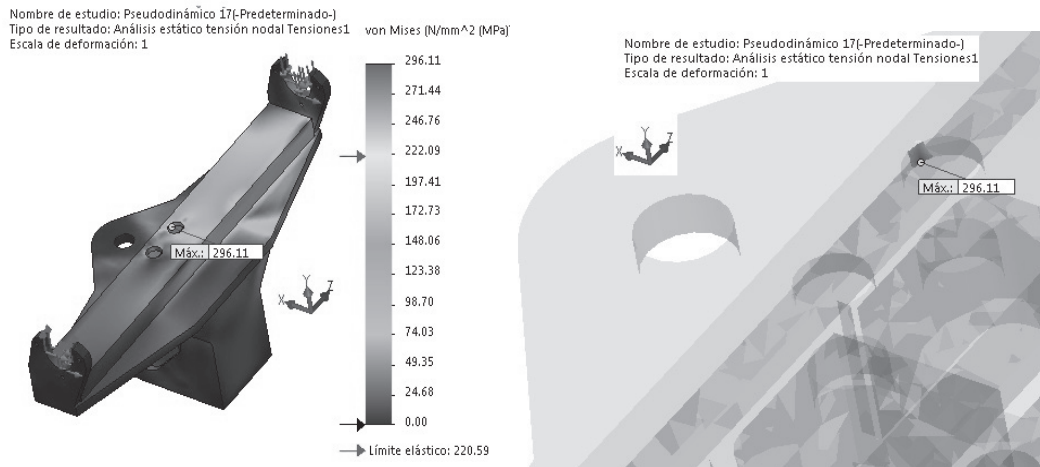 Nombre de estudio: Pseudodinámico 17(-Predeterminado-)
Tipo de resultado: Análisis estático tensión nodal Tensiones1
Escala de deformación: 1
von Mises (N/mm^2 (MPa)
296.11
271.44
246.76
222.09
197.41
172.73
148.06
123.38
98.70
74.03
49.35
24.68
0.00
Límite elástico: 220.59
Máx.: 296.11
X
Y
Z
Nombre de estudio: Pseudodinámico 17(-Predeterminado-)
Tipo de resultado: Análisis estático tensión nodal Tensiones1
Escala de deformación: 1
X
Y
Z
Máx.: 296.11